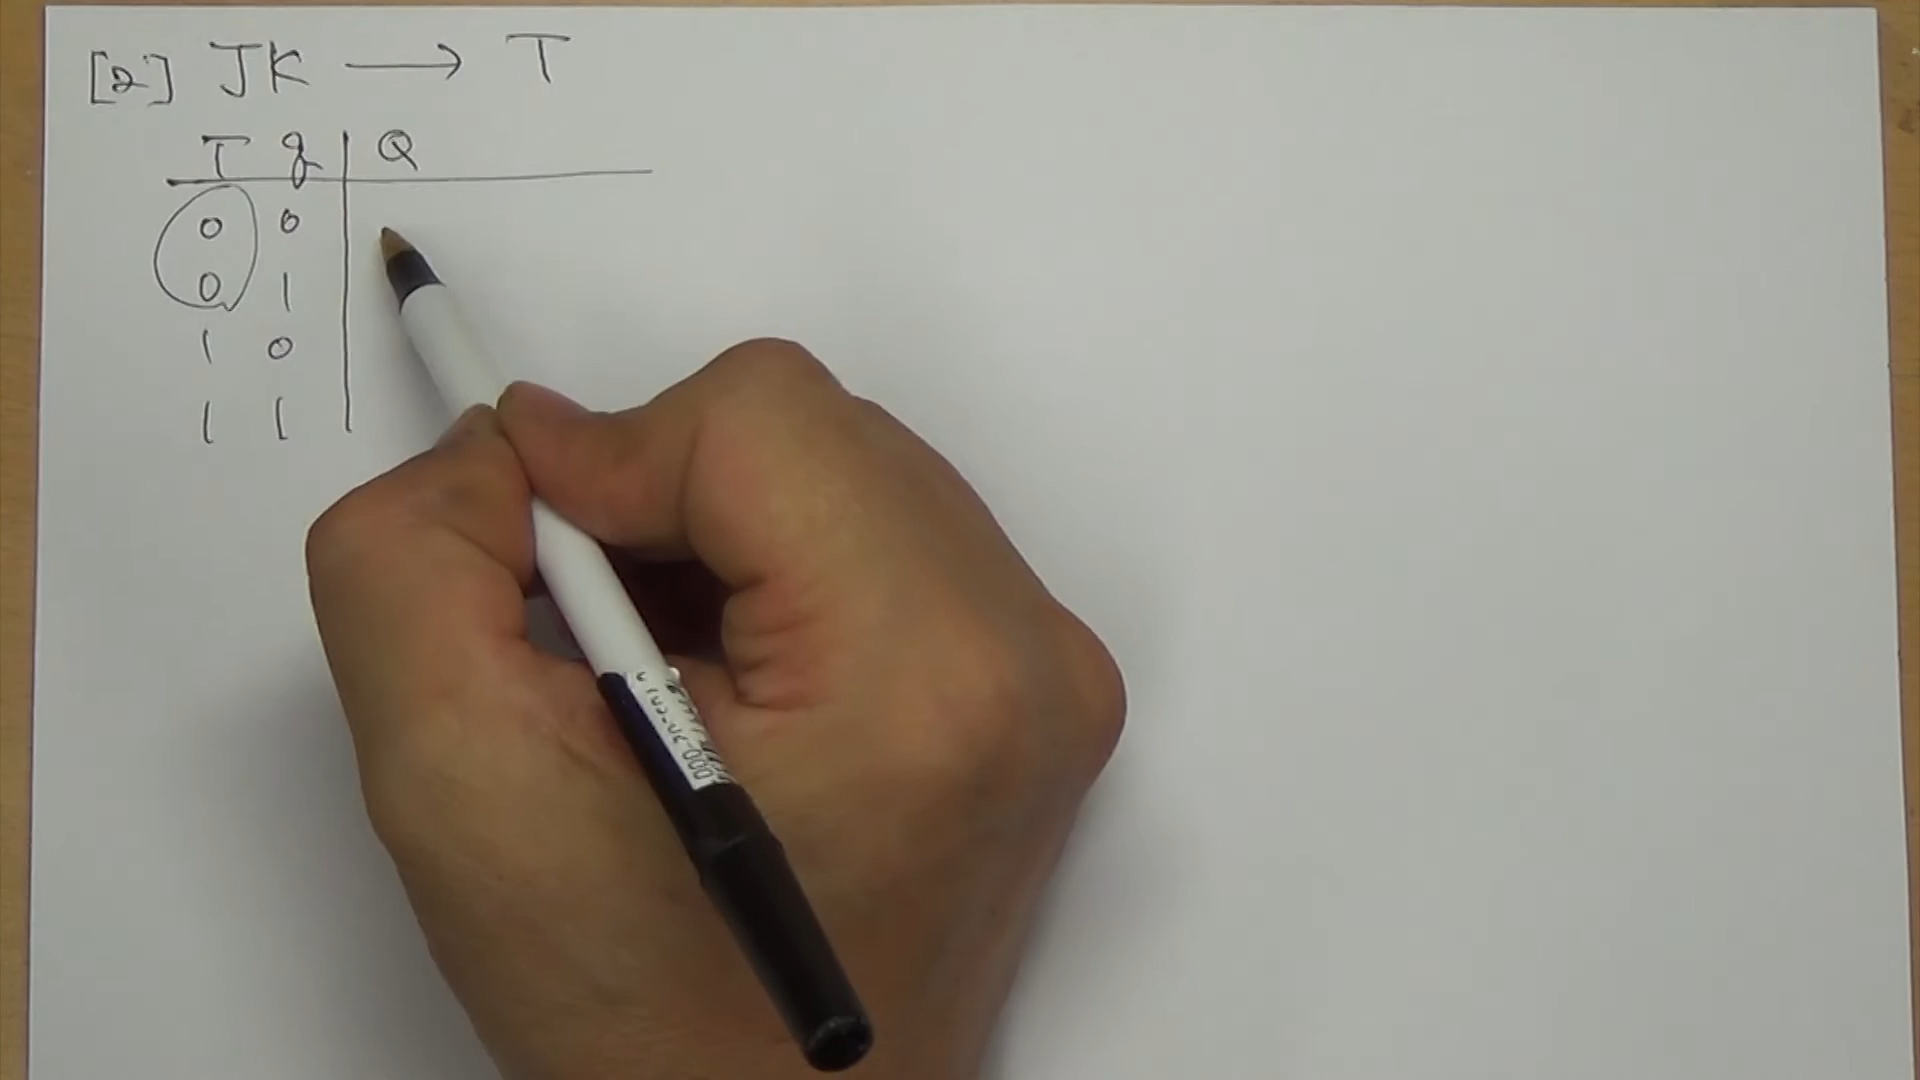 [2] JK → T
T q Q
0 0
0 1
1 0
1 1